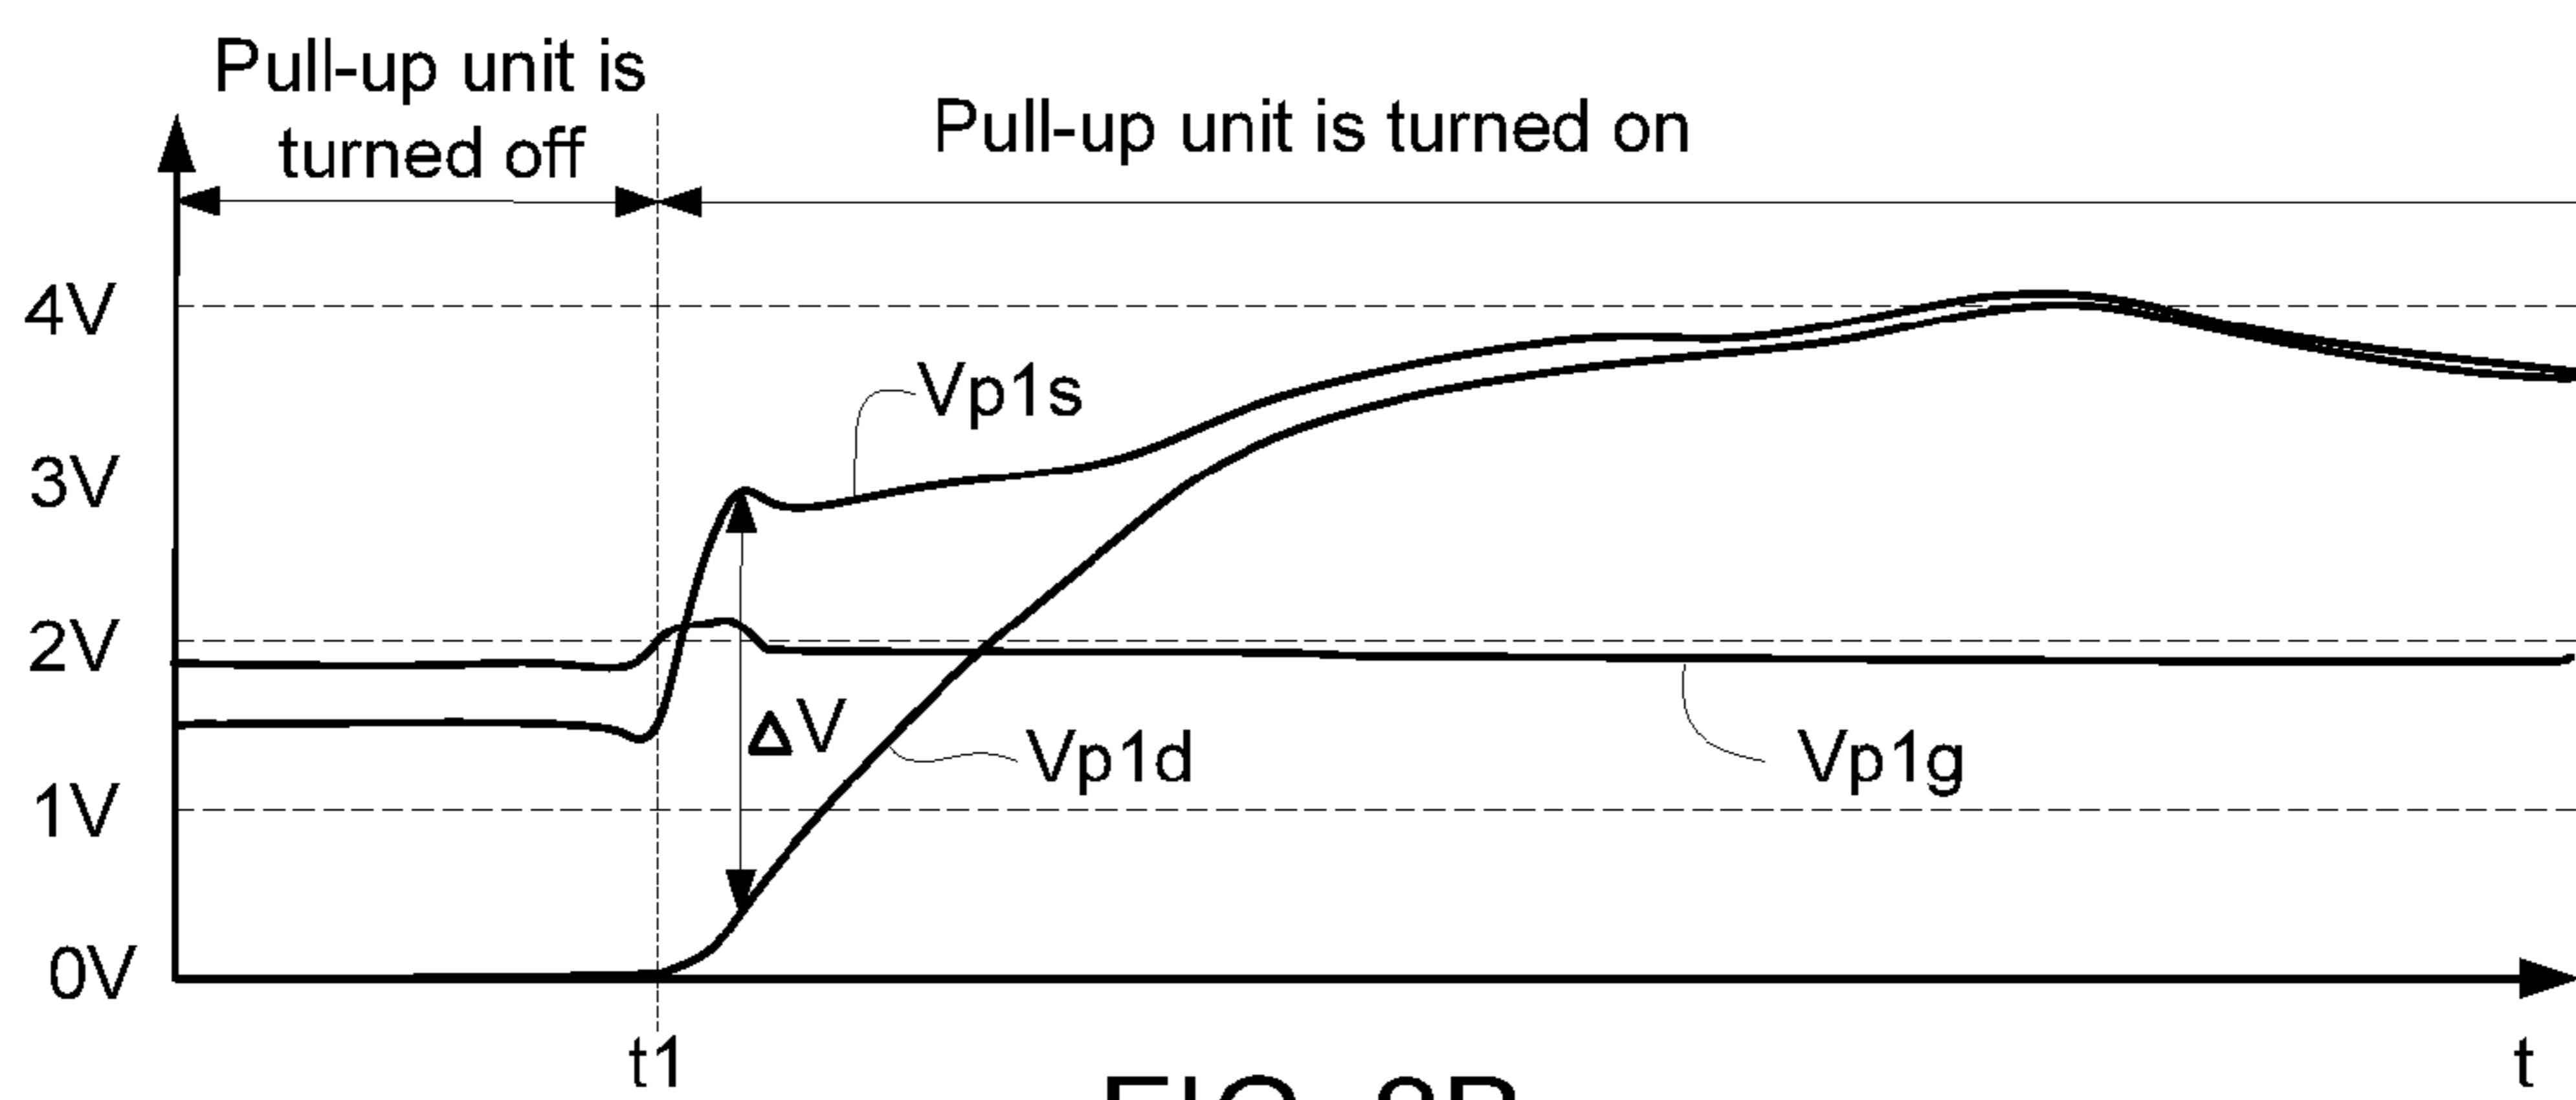 Pull-up unit is
turned off
Pull-up unit is turned on
4V
Vp1s
3V
2V
ΔV
Vp1d
Vp1g
1V
0V
t1
t